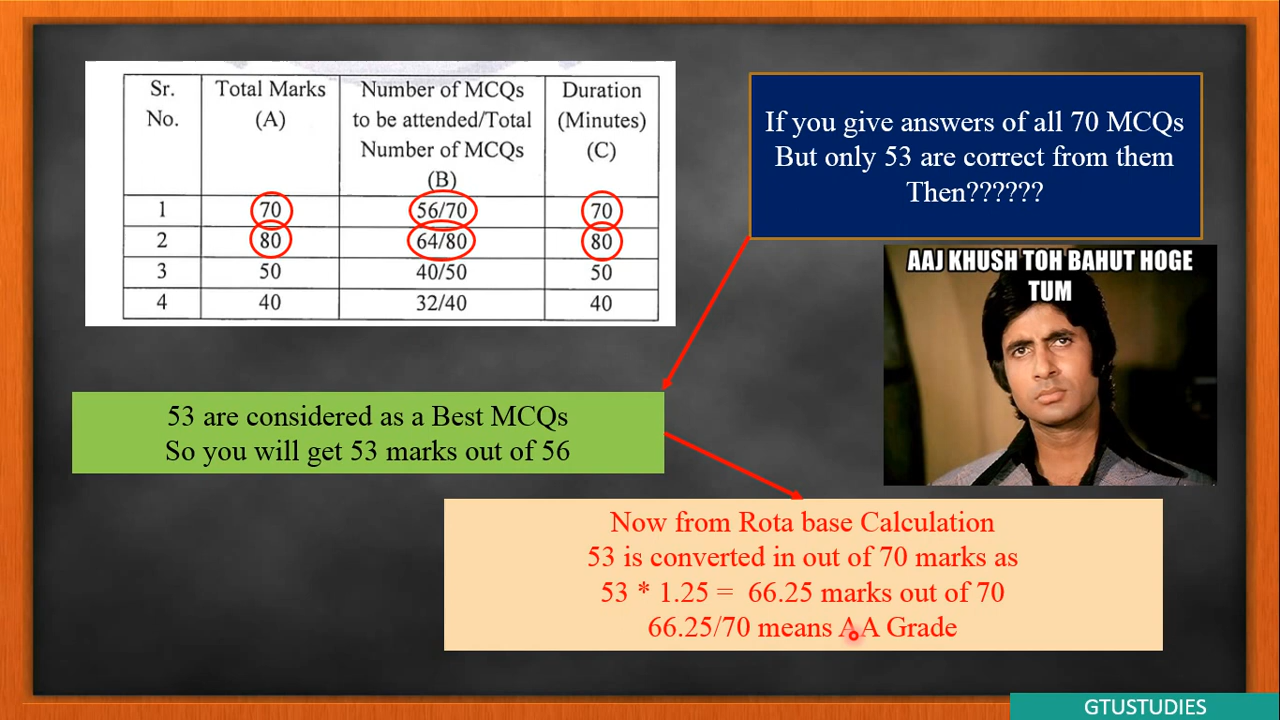 Sr. No. Total Marks (A) Number of MCQs to be attended/Total Number of MCQs (B) Duration (Minutes) (C)
1 70 56/70 70
2 80 64/80 80
3 50 40/50 50
4 40 32/40 40
If you give answers of all 70 MCQs
But only 53 are correct from them
Then??????
AAJ KHUSH TOH BAHUT HOGE
TUM
53 are considered as a Best MCQs
So you will get 53 marks out of 56
Now from Rota base Calculation
53 is converted in out of 70 marks as
53 * 1.25 = 66.25 marks out of 70
66.25/70 means AA Grade
GTUSTUDIES